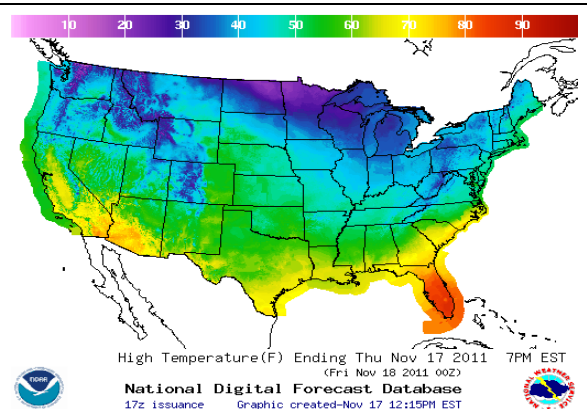 10 20 30 40 50 60 70 80 90
High Temperature(F) Ending Thu Nov 17 2011 7PM EST
(Fri Nov 18 2011 00Z)
National Digital Forecast Database
17z issuance Graphic created-Nov 17 12:15PM EST
noaa